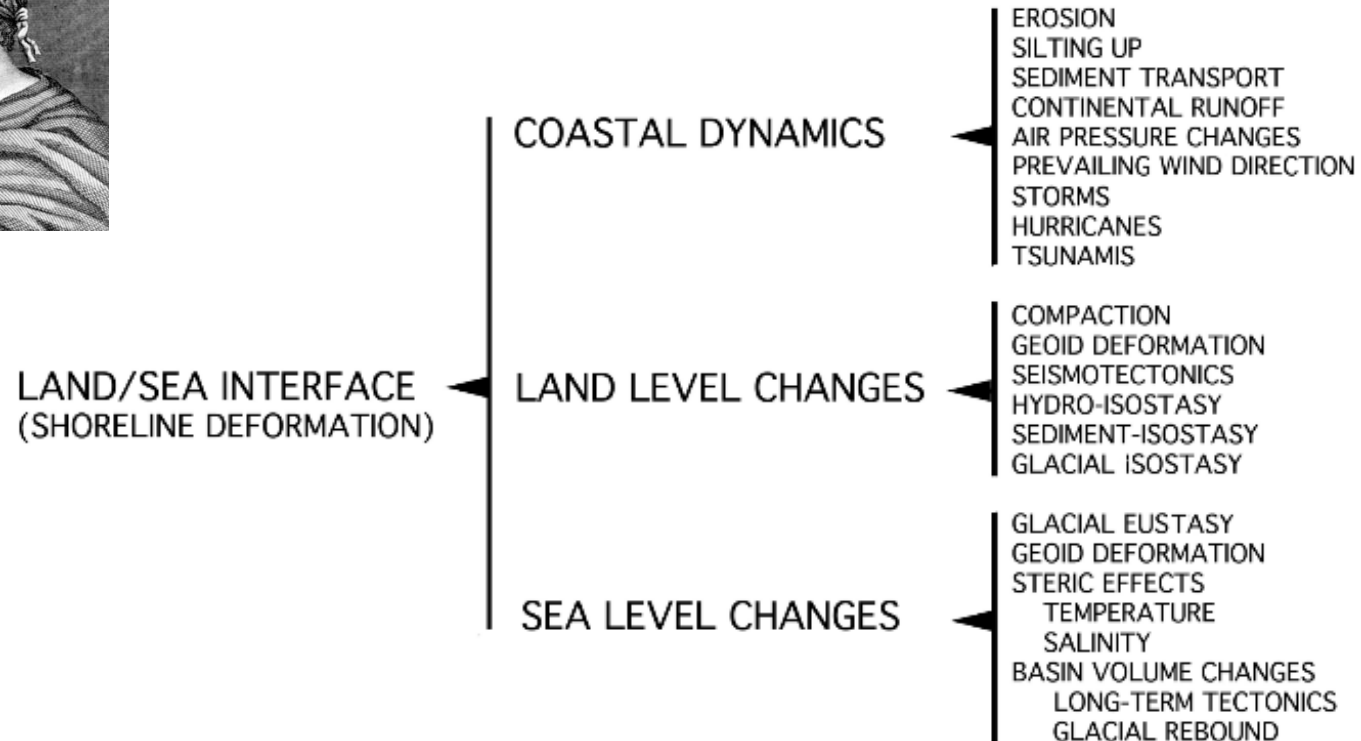 EROSION
SILTING UP
SEDIMENT TRANSPORT
CONTINENTAL RUNOFF
AIR PRESSURE CHANGES
PREVAILING WIND DIRECTION
STORMS
HURRICANES
TSUNAMIS
COASTAL DYNAMICS
COMPACTION
GEOID DEFORMATION
SEISMOTECTONICS
HYDRO-ISOSTASY
SEDIMENT-ISOSTASY
GLACIAL ISOSTASY
LAND/SEA INTERFACE
(SHORELINE DEFORMATION)
LAND LEVEL CHANGES
GLACIAL EUSTASY
GEOID DEFORMATION
STERIC EFFECTS
TEMPERATURE
SALINITY
BASIN VOLUME CHANGES
LONG-TERM TECTONICS
GLACIAL REBOUND
SEA LEVEL CHANGES